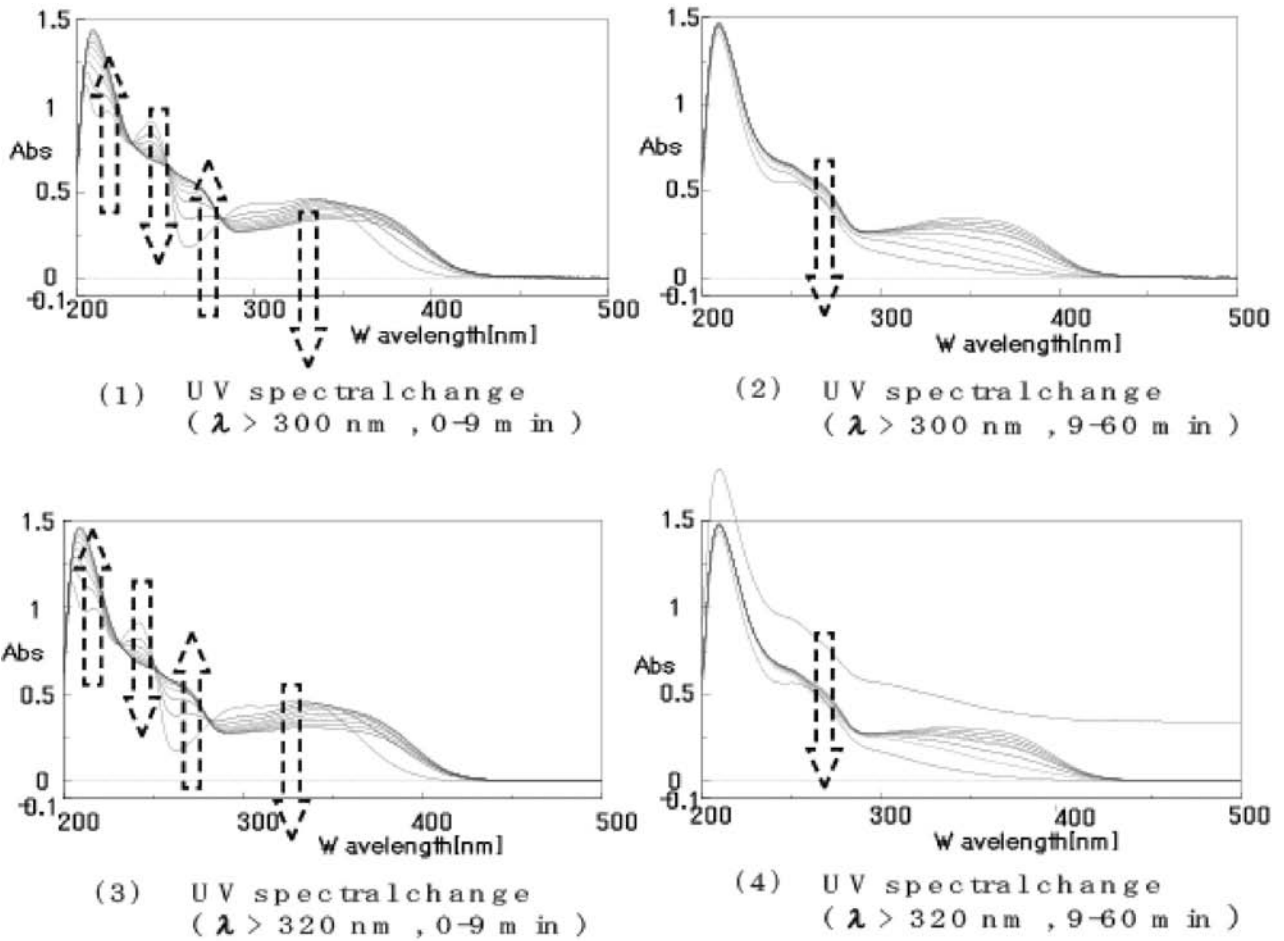 1.5
1
Abs
0.5
0
-0.1
200 300 400 500
W avelength[nm]
(1) UV spectralchange
( λ > 300 nm , 0-9 m in )
1.5
1
Abs
0.5
0
-0.1
200 300 400 500
W avelength[nm]
(2) UV spectralchange
( λ > 300 nm , 9-60 m in )
1.5
1
Abs
0.5
0
-0.1
200 300 400 500
W avelength[nm]
(3) UV spectralchange
( λ > 320 nm , 0-9 m in )
1.5
1
Abs
0.5
0
-0.1
200 300 400 500
W avelength[nm]
(4) UV spectralchange
( λ > 320 nm , 9-60 m in )